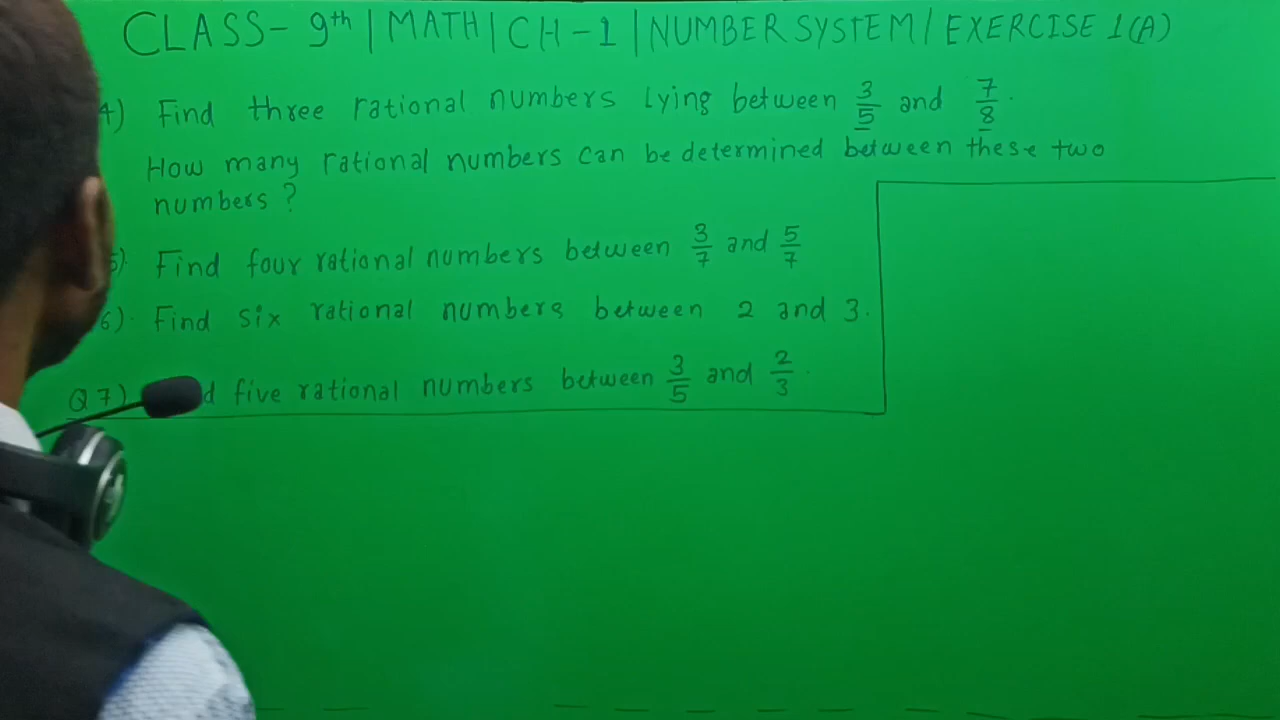 CLASS- 9th | MATH | CH-1 | NUMBER SYSTEM / EXERCISE 1(A)
4) Find three rational numbers lying between 3/5 and 7/8.
How many rational numbers can be determined between these two
numbers?
5) Find four rational numbers between 3/7 and 5/7
6). Find six rational numbers between 2 and 3.
Q7) five rational numbers between 3/5 and 2/3.